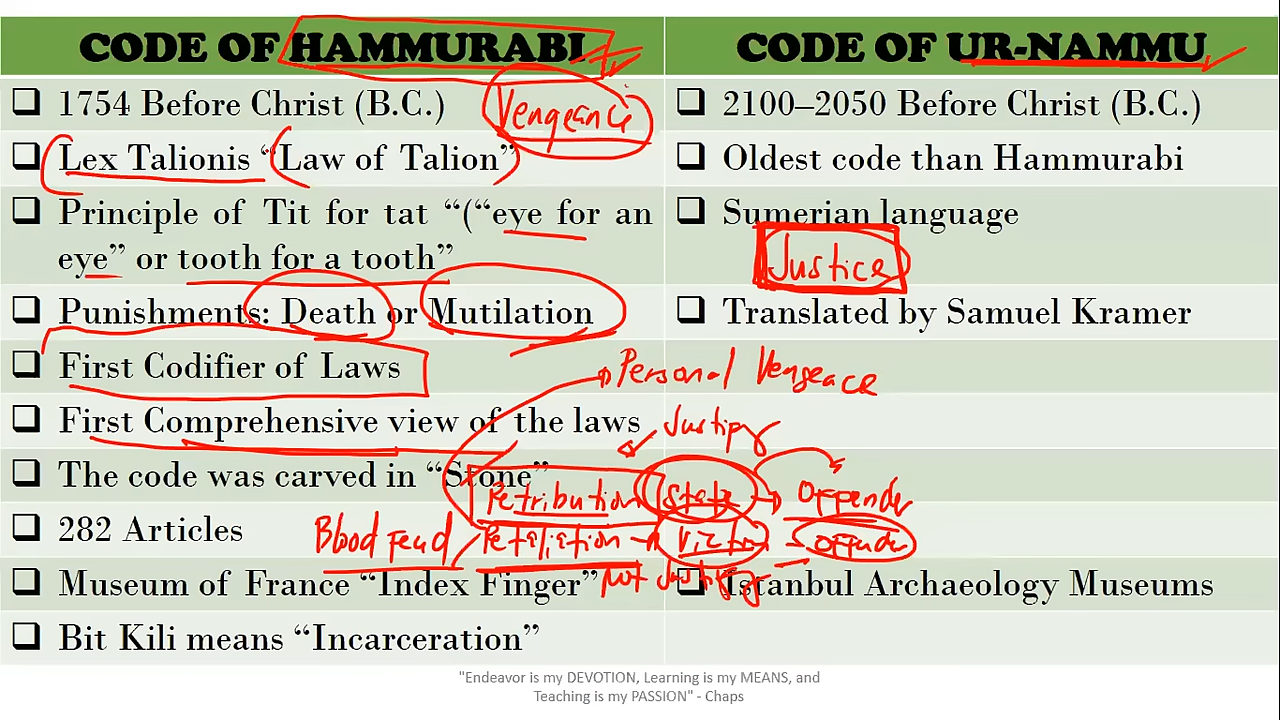 CODE OF HAMMURABI
1754 Before Christ (B.C.)
Vengeance
Lex Talionis “Law of Talion”
Principle of Tit for tat “(“eye for an
eye” or tooth for a tooth”
Punishments: Death or Mutilation
First Codifier of Laws
First Comprehensive view of the laws
The code was carved in “Stone”
282 Articles
Museum of France “Index Finger”
Bit Kili means “Incarceration”
CODE OF UR-NAMMU
2100–2050 Before Christ (B.C.)
Oldest code than Hammurabi
Sumerian language
Justice
Translated by Samuel Kramer
Istanbul Archaeology Museums
Personal Vengeace
Justify
Retribution State Offender
Blood Feud Retaliation Victim offender
not Justify
"Endeavor is my DEVOTION, Learning is my MEANS, and
Teaching is my PASSION" - Chaps